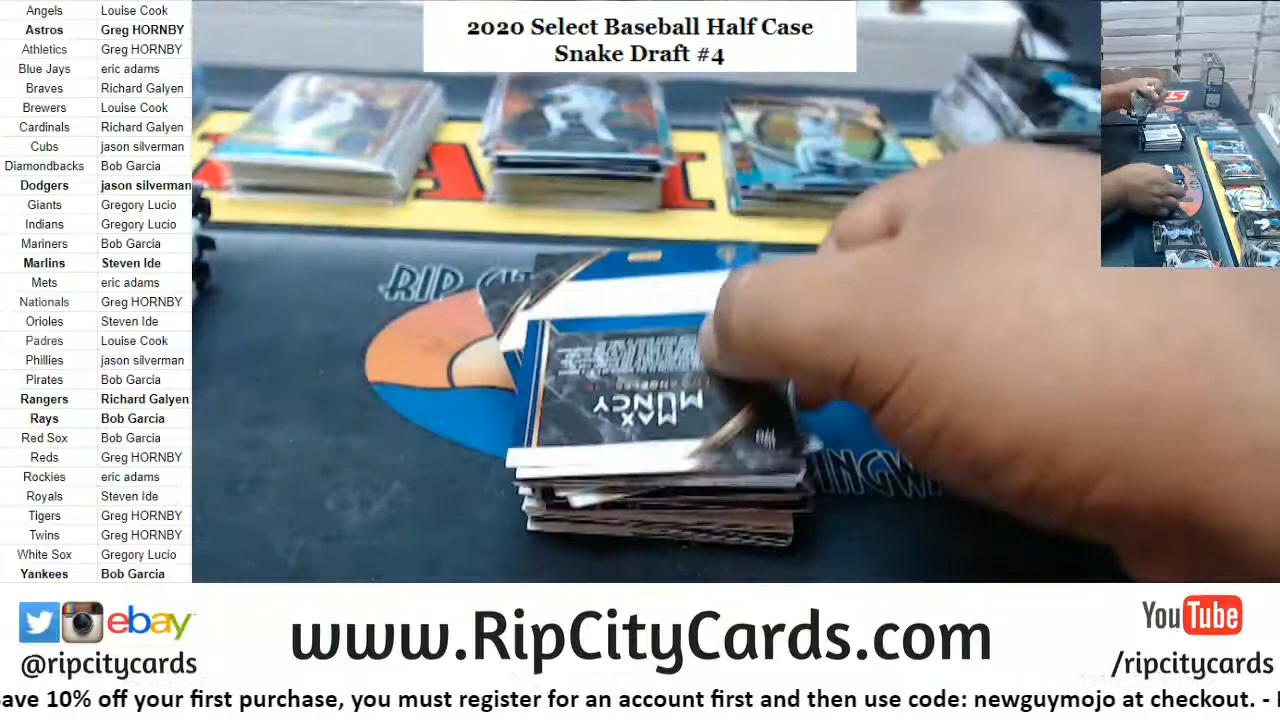 2020 Select Baseball Half Case
Snake Draft #4
Angels Louise Cook
Astros Greg HORNBY
Athletics Greg HORNBY
Blue Jays eric adams
Braves Richard Galyen
Brewers Louise Cook
Cardinals Richard Galyen
Cubs jason silverman
Diamondbacks Bob Garcia
Dodgers jason silverman
Giants Gregory Lucio
Indians Gregory Lucio
Mariners Bob Garcia
Marlins Steven Ide
Mets eric adams
Nationals Greg HORNBY
Orioles Steven Ide
Padres Louise Cook
Phillies jason silverman
Pirates Bob Garcia
Rangers Richard Galyen
Rays Bob Garcia
Red Sox Bob Garcia
Reds Greg HORNBY
Rockies eric adams
Royals Steven Ide
Tigers Greg HORNBY
Twins Greg HORNBY
White Sox Gregory Lucio
Yankees Bob Garcia
RIP
MAX
MUNCY
ebay
@ripcitycards
www.RipCityCards.com
YouTube
/ripcitycards
save 10% off your first purchase, you must register for an account first and then use code: newguymojo at checkout. -